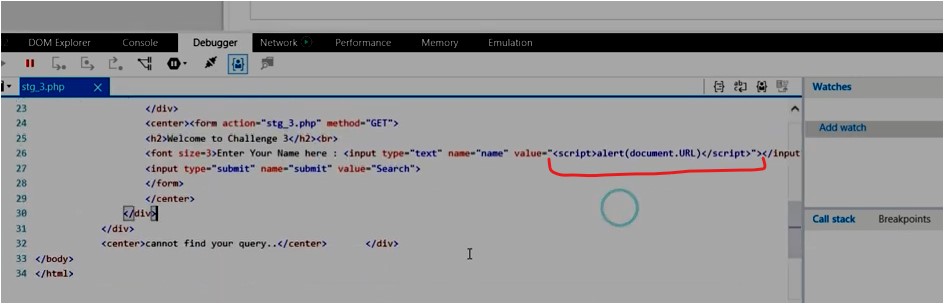 DOM Explorer Console Debugger Network Performance Memory Emulation
stg_3.php × Watches
23 </div>
24 <center><form action="stg_3.php" method="GET">
Add watch
25 <h2>Welcome to Challenge 3</h2><br>
26 <font size=3>Enter Your Name here : <input type="text" name="name" value="<script>alert(document.URL)</script>"></input
27 <input type="submit" name="submit" value="Search">
28 </form>
29 </center>
30 </div>
Call stack Breakpoints
31 </div>
32 <center>cannot find your query..</center> </div>
33 </body>
34 </html>